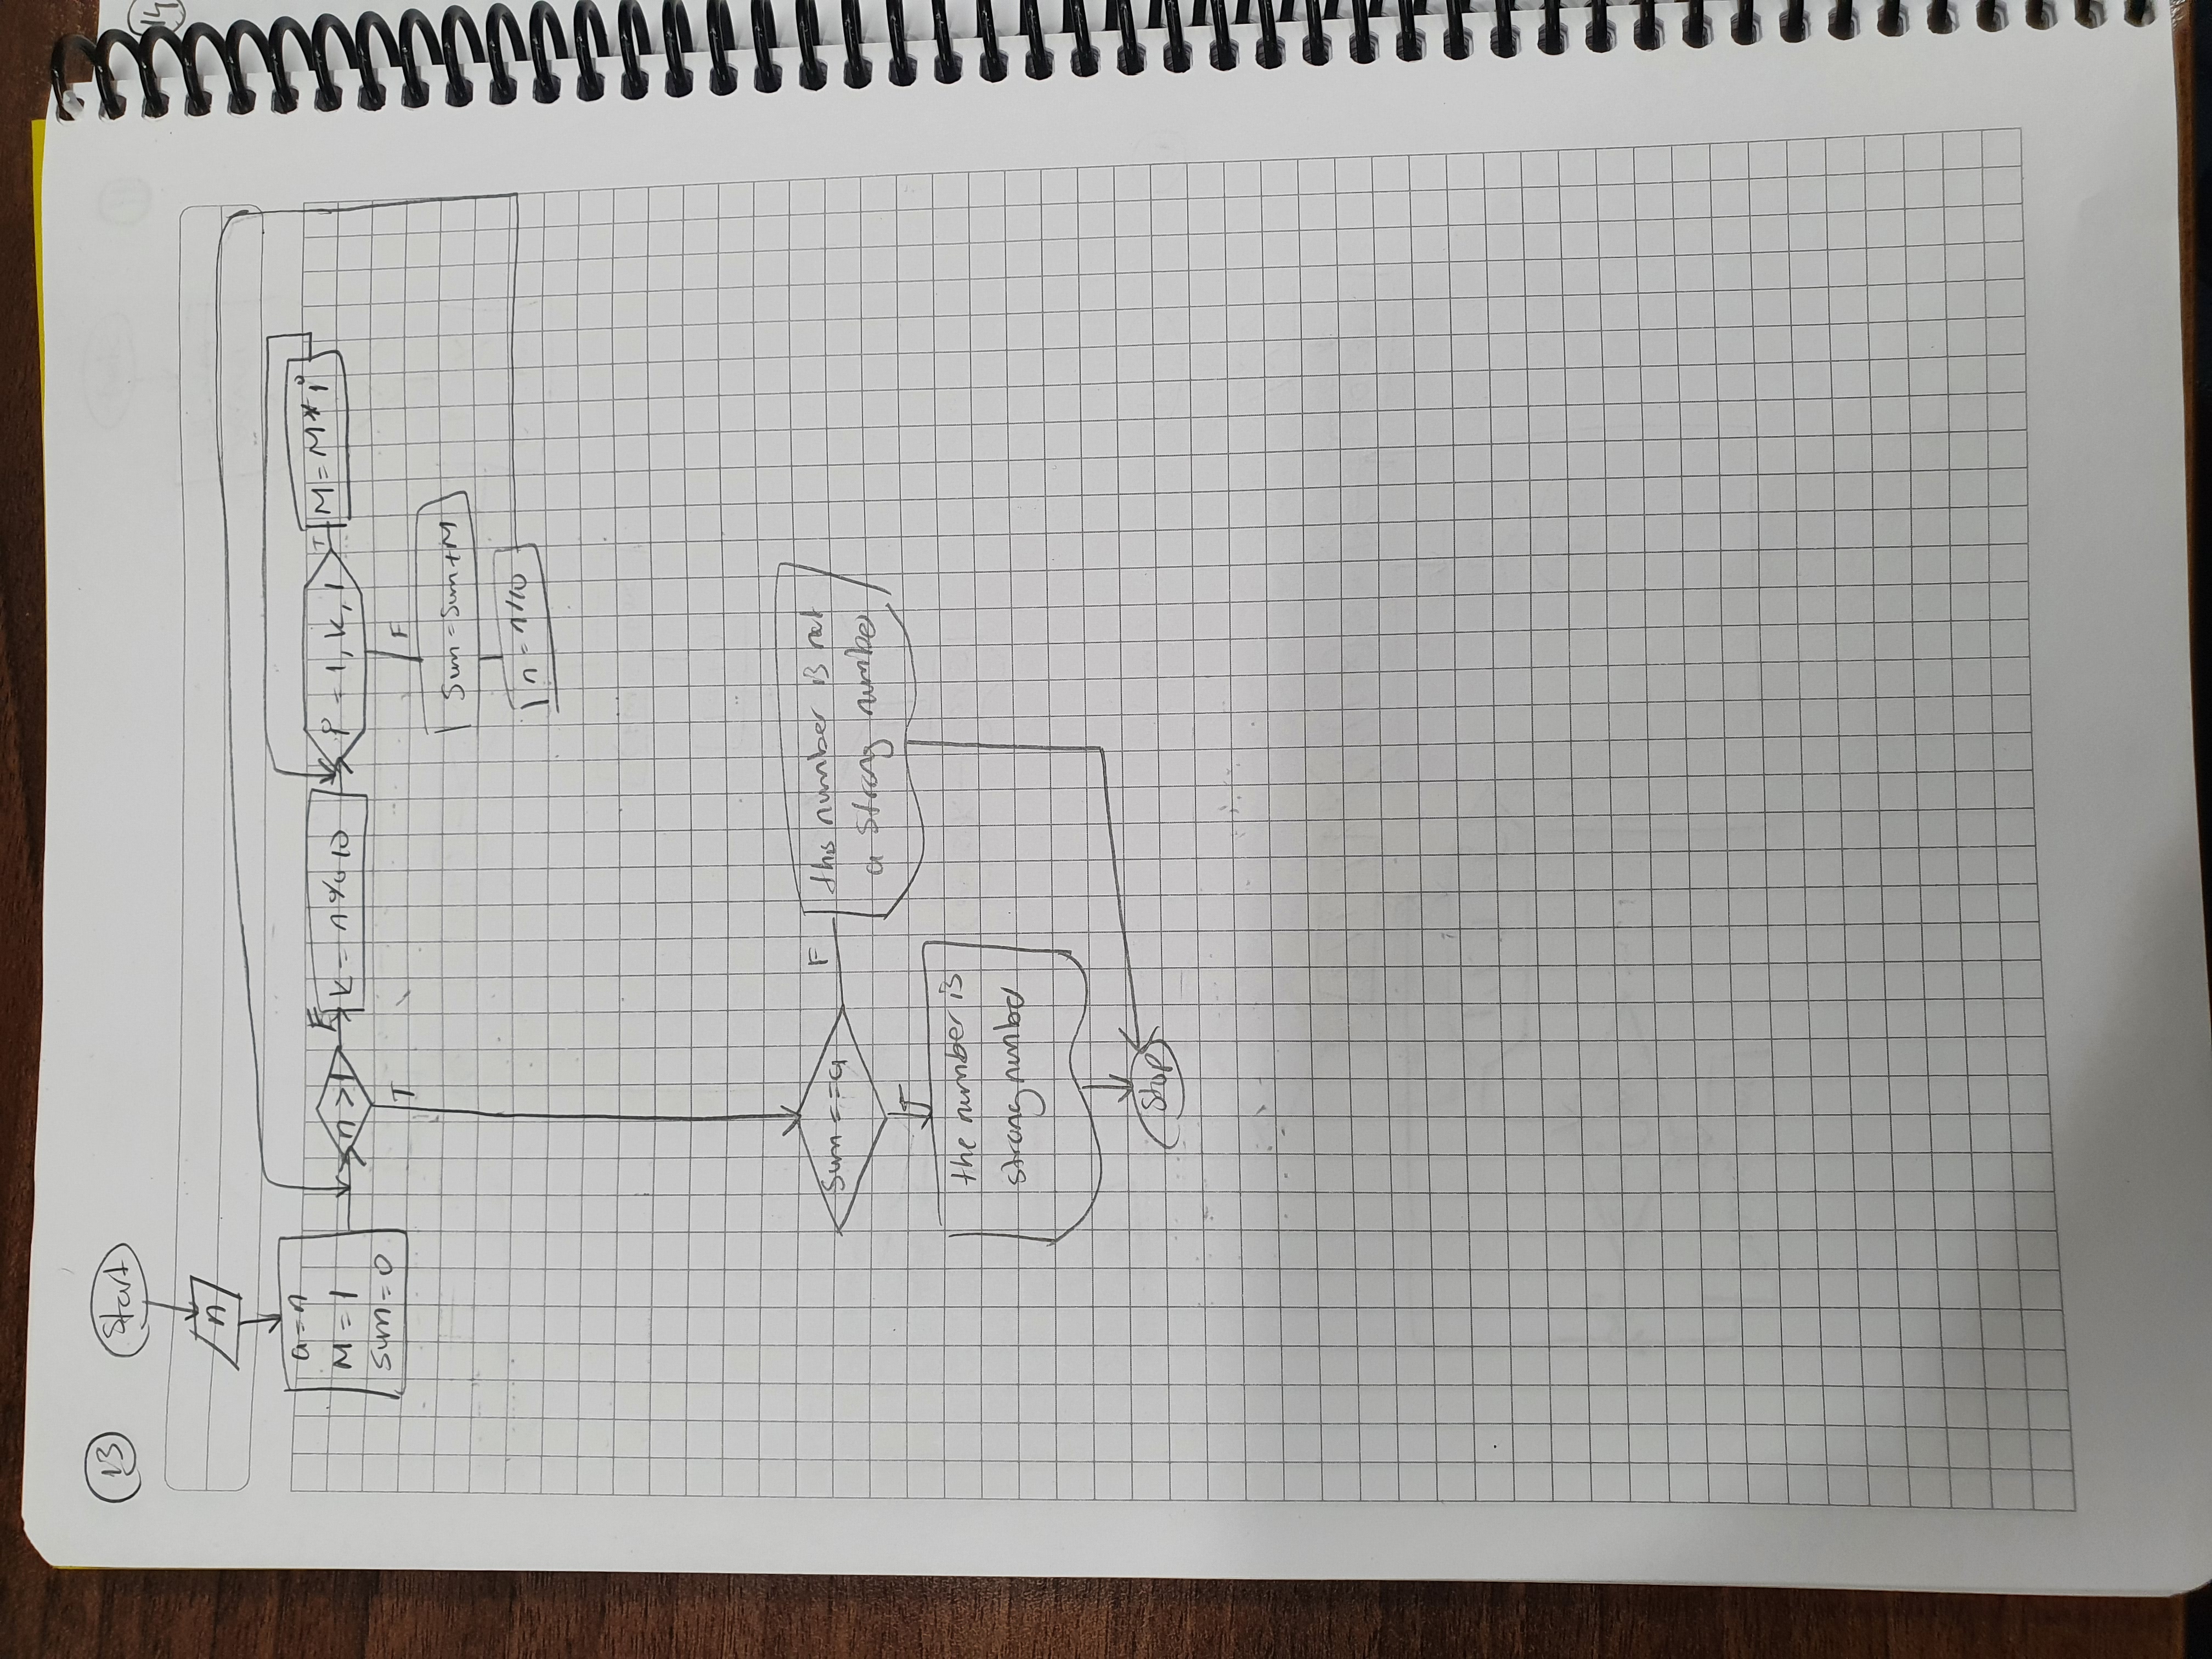 13
Start
n
a=n
M=1
sum=0
n>1
F
k=n%10
i=1,k,1
T
M=M*i
T
F
sum=sum+M
n=n/10
sum==a
F
this number is not
a strong number
T
the number is
strong number
Stop
14